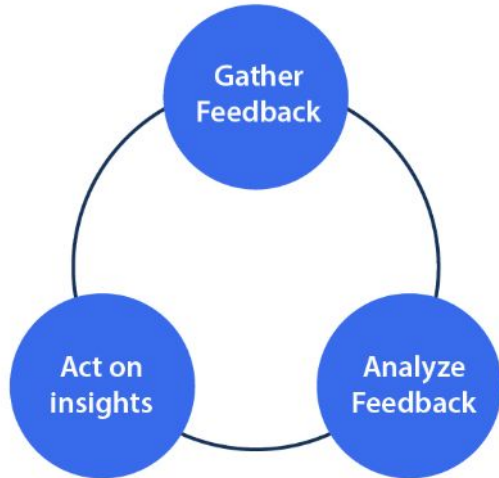 Gather
Feedback
Analyze
Feedback
Act on
insights